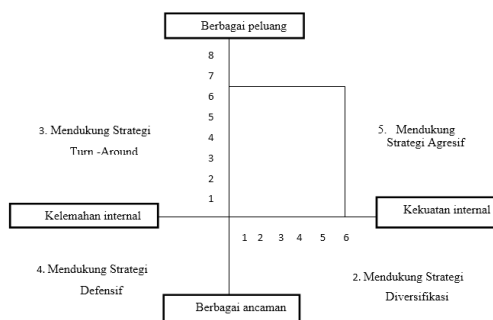 Berbagai peluang
8
7
6
5
4
3
2
1
3. Mendukung Strategi
Turn -Around
5. Mendukung
Strategi Agresif
Kelemahan internal
Kekuatan internal
1 2 3 4 5 6
4. Mendukung Strategi
Defensif
2. Mendukung Strategi
Diversifikasi
Berbagai ancaman